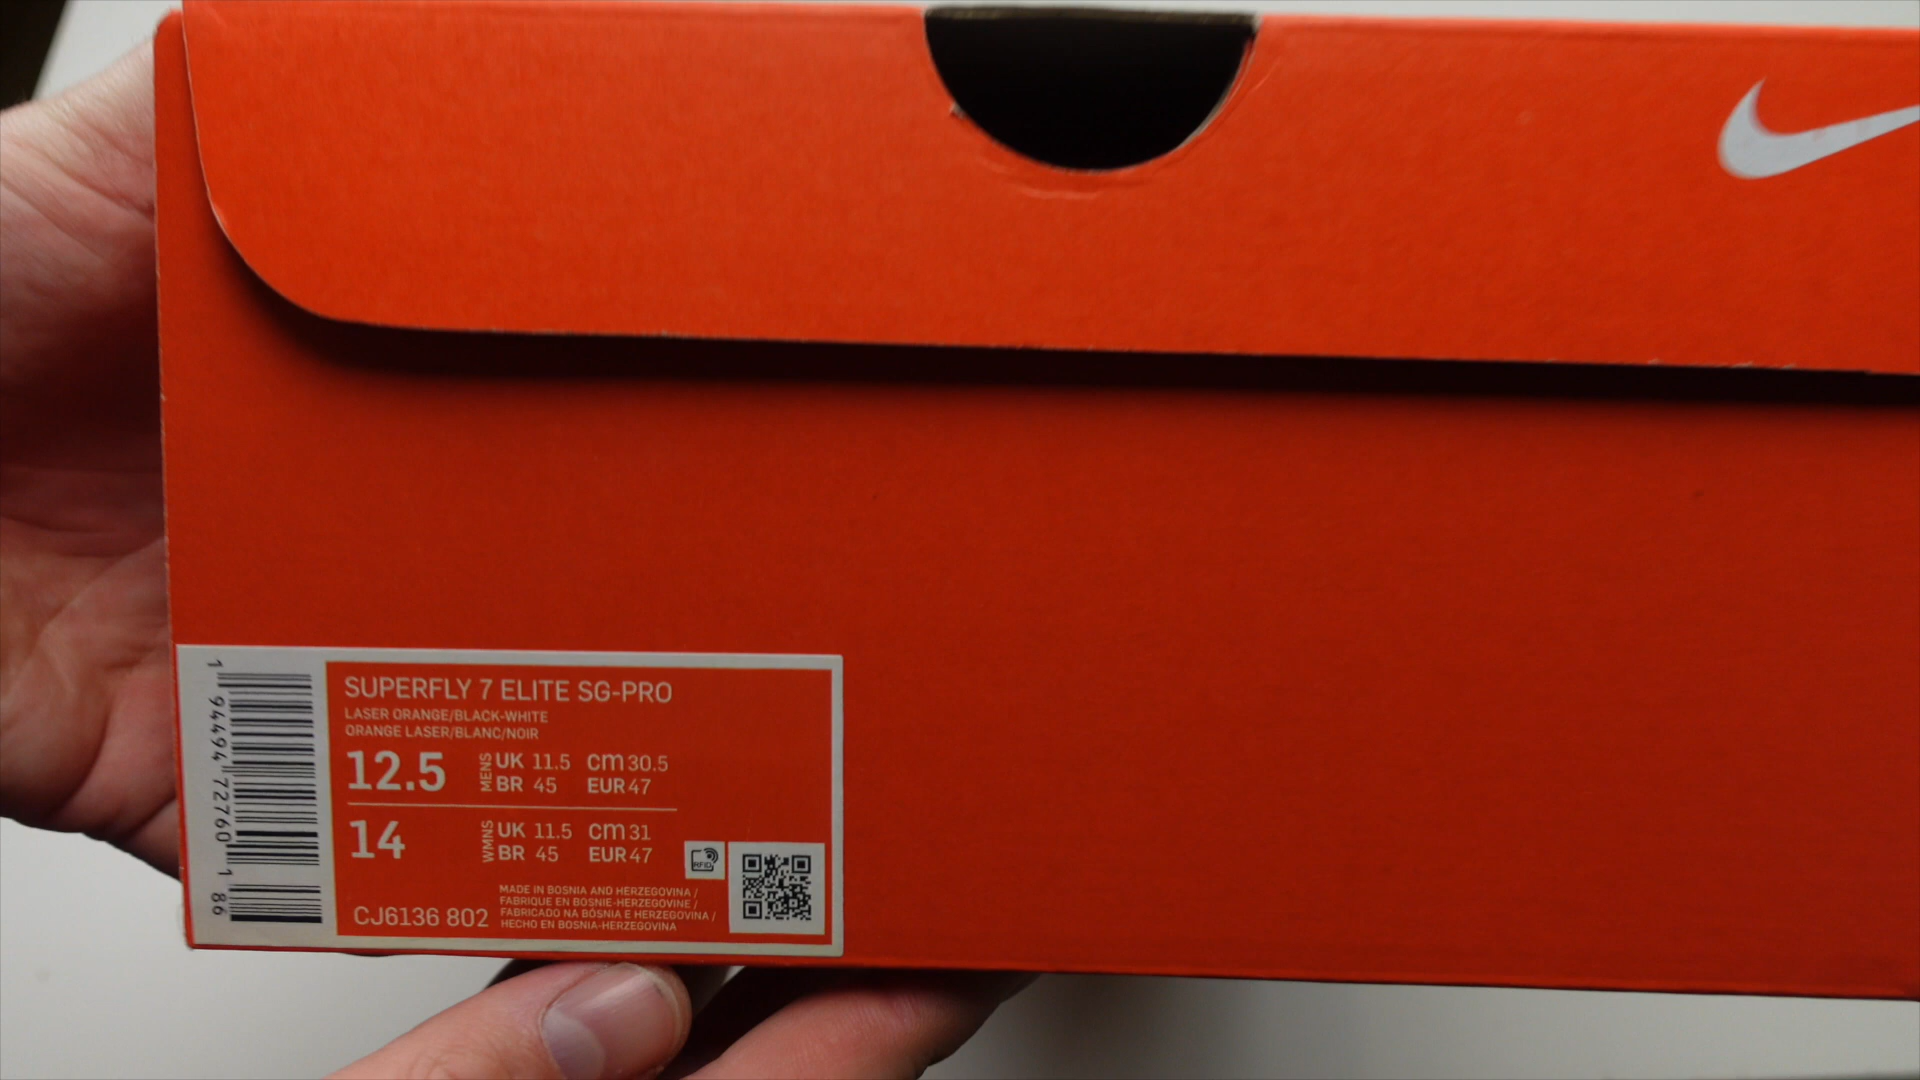 SUPERFLY 7 ELITE SG-PRO
LASER ORANGE/BLACK-WHITE
ORANGE LASER/BLANC/NOIR
12.5 MENS UK 11.5 cm 30.5
BR 45 EUR 47
14 WMNS UK 11.5 cm 31
BR 45 EUR 47
RFID
MADE IN BOSNIA AND HERZEGOVINA /
FABRIQUE EN BOSNIE-HERZEGOVINE /
FABRICADO NA BÓSNIA E HERZEGOVINA /
HECHO EN BOSNIA-HERZEGOVINA
CJ6136 802
1 94494 72760 1 86